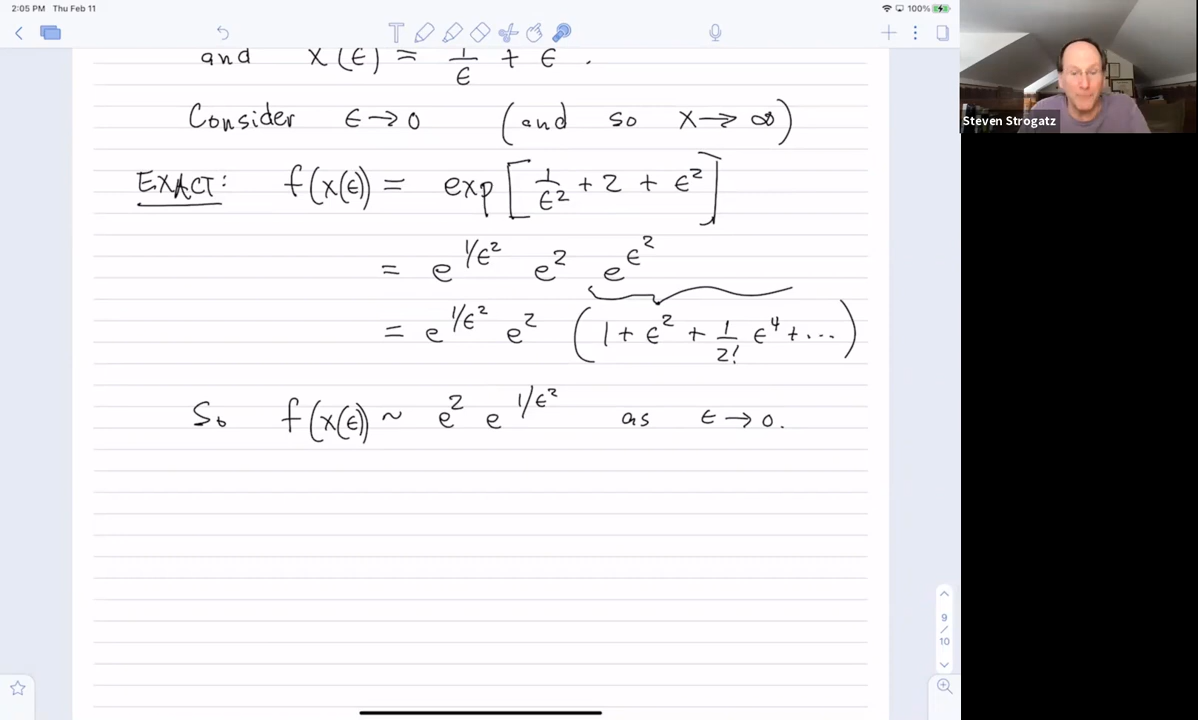 2:05 PM Thu Feb 11
100%
and x(ϵ) = 1/ϵ + ϵ .
Steven Strogatz
Consider ϵ → 0 (and so x → ∞)
EXACT: f(x(ϵ)) = exp[1/ϵ² + 2 + ϵ²]
= e^{1/ϵ²} e² e^{ϵ²}
= e^{1/ϵ²} e² (1 + ϵ² + 1/2! ϵ⁴ + ...)
So f(x(ϵ)) ~ e² e^{1/ϵ²} as ϵ → 0.
9
/
10